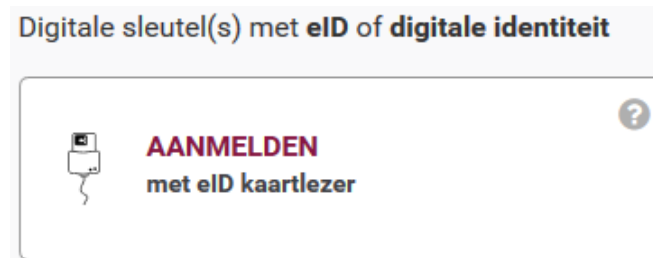 Digitale sleutel(s) met eID of digitale identiteit
?
AANMELDEN
met eID kaartlezer